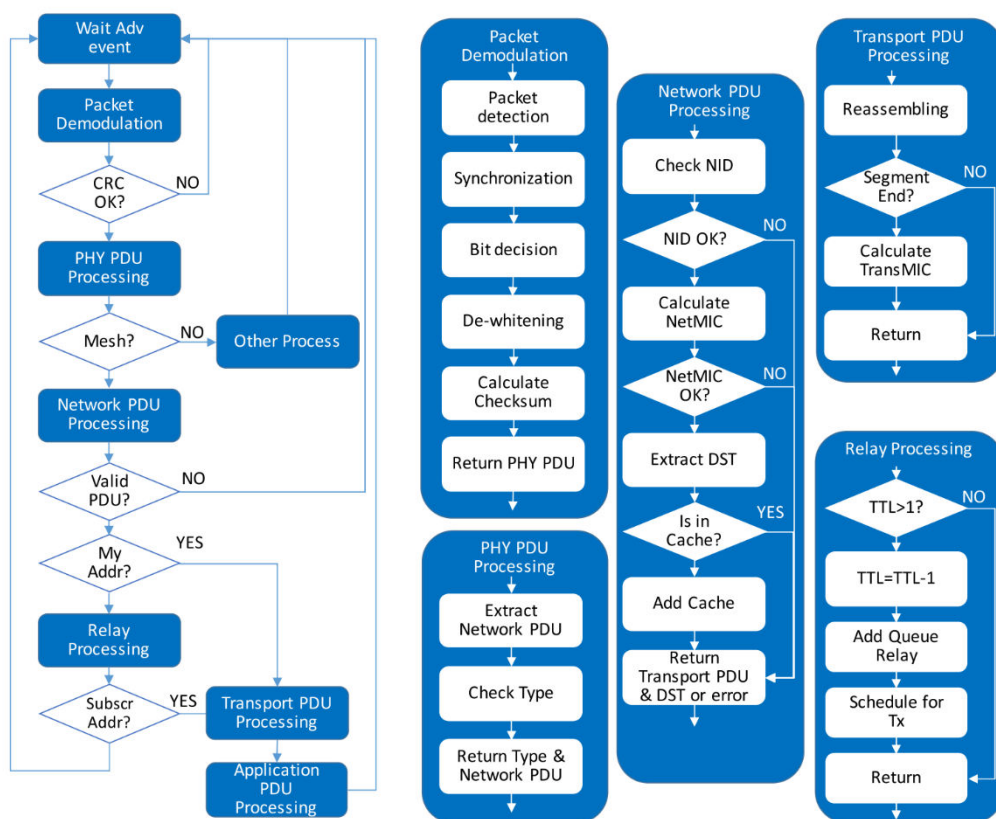 Wait Adv
event
Packet
Demodulation
CRC
OK?
NO
PHY PDU
Processing
Mesh?
NO
Other Process
Network PDU
Processing
Valid
PDU?
NO
My
Addr?
YES
Relay
Processing
Subscr
Addr?
YES
Transport PDU
Processing
Application
PDU
Processing
Packet
Demodulation
Packet
detection
Synchronization
Bit decision
De-whitening
Calculate
Checksum
Return PHY PDU
PHY PDU
Processing
Extract
Network PDU
Check Type
Return Type &
Network PDU
Network PDU
Processing
Check NID
NID OK?
NO
Calculate
NetMIC
NetMIC
OK?
NO
Extract DST
Is in
Cache?
YES
Add Cache
Return
Transport PDU
& DST or error
Transport PDU
Processing
Reassembling
Segment
End?
NO
Calculate
TransMIC
Return
Relay Processing
TTL>1?
NO
TTL=TTL-1
Add Queue
Relay
Schedule for
Tx
Return